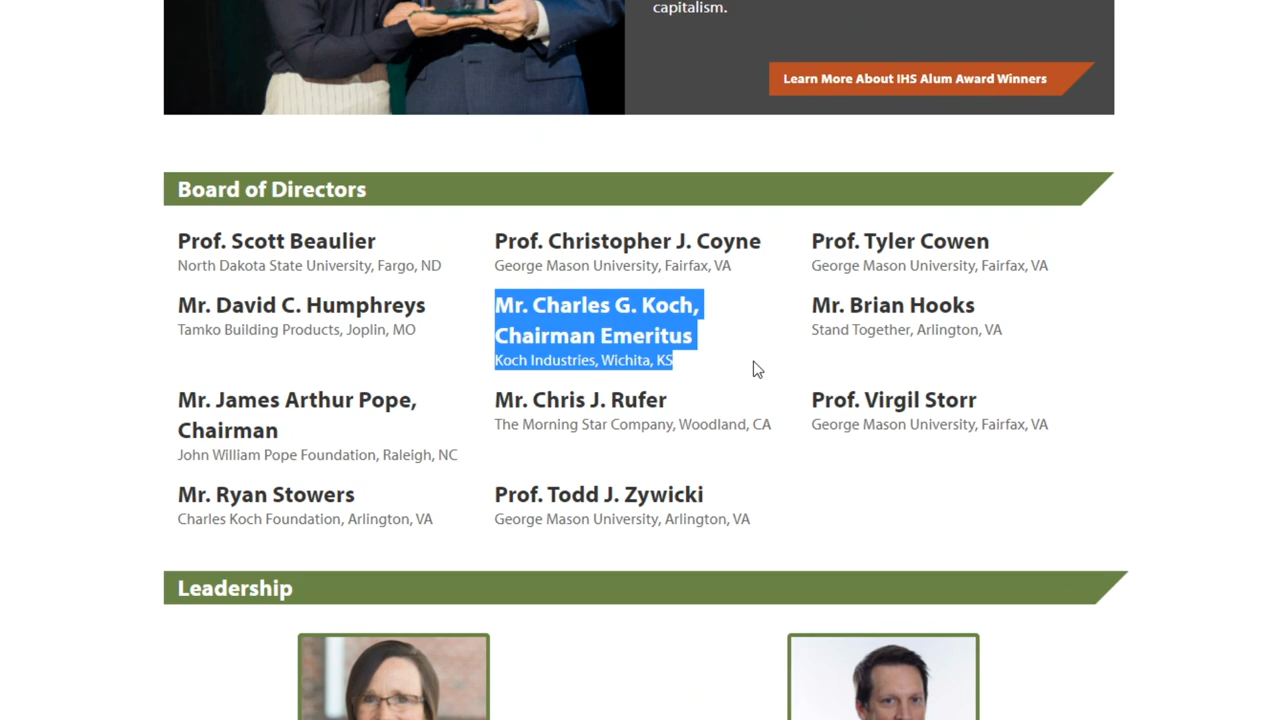 capitalism.
Learn More About IHS Alum Award Winners
Board of Directors
Prof. Scott Beaulier
North Dakota State University, Fargo, ND
Prof. Christopher J. Coyne
George Mason University, Fairfax, VA
Prof. Tyler Cowen
George Mason University, Fairfax, VA
Mr. David C. Humphreys
Tamko Building Products, Joplin, MO
Mr. Charles G. Koch,
Chairman Emeritus
Koch Industries, Wichita, KS
Mr. Brian Hooks
Stand Together, Arlington, VA
Mr. James Arthur Pope,
Chairman
John William Pope Foundation, Raleigh, NC
Mr. Chris J. Rufer
The Morning Star Company, Woodland, CA
Prof. Virgil Storr
George Mason University, Fairfax, VA
Mr. Ryan Stowers
Charles Koch Foundation, Arlington, VA
Prof. Todd J. Zywicki
George Mason University, Arlington, VA
Leadership